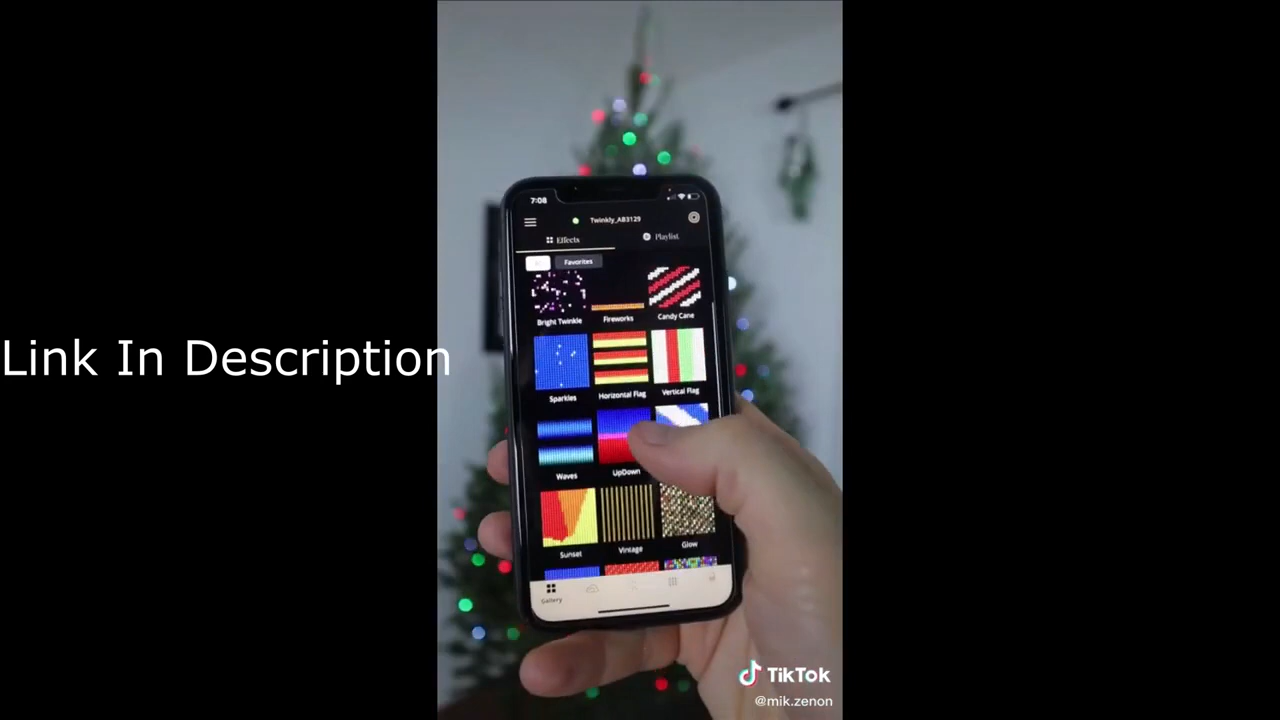 Link In Description
7:08
Twinkly_AB3129
Effects
Playlist
Favorites
Bright Twinkle
Fireworks
Candy Cane
Sparkles
Horizontal Flag
Vertical Flag
Waves
UpDown
Sunset
Vintage
Glow
Gallery
TikTok
@mik.zenon